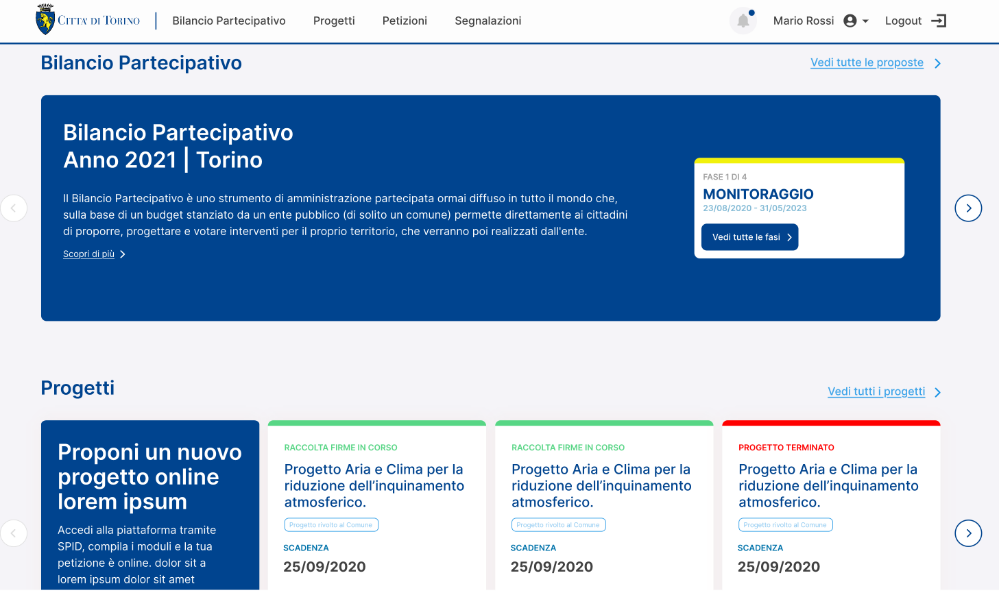 CITTA' DI TORINO
Bilancio Partecipativo
Progetti
Petizioni
Segnalazioni
Mario Rossi
Logout
Bilancio Partecipativo
Vedi tutte le proposte
Bilancio Partecipativo
Anno 2021 | Torino
Il Bilancio Partecipativo è uno strumento di amministrazione partecipata ormai diffuso in tutto il mondo che,
sulla base di un budget stanziato da un ente pubblico (di solito un comune) permette direttamente ai cittadini
di proporre, progettare e votare interventi per il proprio territorio, che verranno poi realizzati dall'ente.
Scopri di più
FASE 1 DI 4
MONITORAGGIO
23/08/2020 - 31/05/2023
Vedi tutte le fasi
Progetti
Vedi tutti i progetti
Proponi un nuovo
progetto online
lorem ipsum
Accedi alla piattaforma tramite
SPID, compila i moduli e la tua
petizione è online. dolor sit a
lorem ipsum dolor sit amet
RACCOLTA FIRME IN CORSO
Progetto Aria e Clima per la
riduzione dell'inquinamento
atmosferico.
Progetto rivolto al Comune
SCADENZA
25/09/2020
RACCOLTA FIRME IN CORSO
Progetto Aria e Clima per la
riduzione dell'inquinamento
atmosferico.
Progetto rivolto al Comune
SCADENZA
25/09/2020
PROGETTO TERMINATO
Progetto Aria e Clima per la
riduzione dell'inquinamento
atmosferico.
Progetto rivolto al Comune
SCADENZA
25/09/2020